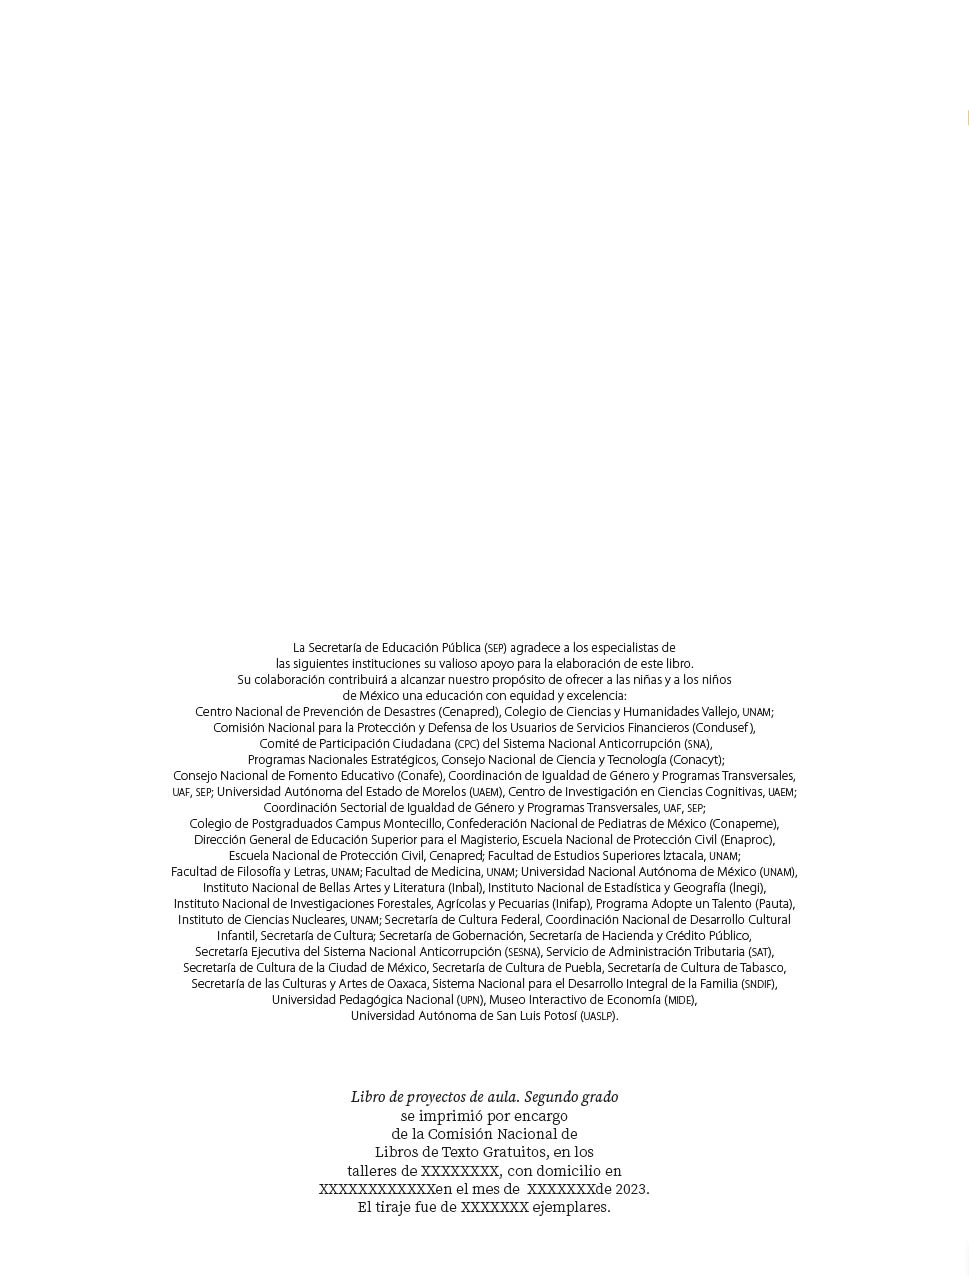 La Secretaría de Educación Pública (SEP) agradece a los especialistas de
las siguientes instituciones su valioso apoyo para la elaboración de este libro.
Su colaboración contribuirá a alcanzar nuestro propósito de ofrecer a las niñas y a los niños
de México una educación con equidad y excelencia:
Centro Nacional de Prevención de Desastres (Cenapred), Colegio de Ciencias y Humanidades Vallejo, UNAM;
Comisión Nacional para la Protección y Defensa de los Usuarios de Servicios Financieros (Condusef),
Comité de Participación Ciudadana (CPC) del Sistema Nacional Anticorrupción (SNA),
Programas Nacionales Estratégicos, Consejo Nacional de Ciencia y Tecnología (Conacyt);
Consejo Nacional de Fomento Educativo (Conafe), Coordinación de Igualdad de Género y Programas Transversales,
UAF, SEP; Universidad Autónoma del Estado de Morelos (UAEM), Centro de Investigación en Ciencias Cognitivas, UAEM;
Coordinación Sectorial de Igualdad de Género y Programas Transversales, UAF, SEP;
Colegio de Postgraduados Campus Montecillo, Confederación Nacional de Pediatras de México (Conapeme),
Dirección General de Educación Superior para el Magisterio, Escuela Nacional de Protección Civil (Enaproc),
Escuela Nacional de Protección Civil, Cenapred; Facultad de Estudios Superiores Iztacala, UNAM;
Facultad de Filosofía y Letras, UNAM; Facultad de Medicina, UNAM; Universidad Nacional Autónoma de México (UNAM),
Instituto Nacional de Bellas Artes y Literatura (Inbal), Instituto Nacional de Estadística y Geografía (Inegi),
Instituto Nacional de Investigaciones Forestales, Agrícolas y Pecuarias (Inifap), Programa Adopte un Talento (Pauta),
Instituto de Ciencias Nucleares, UNAM; Secretaría de Cultura Federal, Coordinación Nacional de Desarrollo Cultural
Infantil, Secretaría de Cultura; Secretaría de Gobernación, Secretaría de Hacienda y Crédito Público,
Secretaría Ejecutiva del Sistema Nacional Anticorrupción (SESNA), Servicio de Administración Tributaria (SAT),
Secretaría de Cultura de la Ciudad de México, Secretaría de Cultura de Puebla, Secretaría de Cultura de Tabasco,
Secretaría de las Culturas y Artes de Oaxaca, Sistema Nacional para el Desarrollo Integral de la Familia (SNDIF),
Universidad Pedagógica Nacional (UPN), Museo Interactivo de Economía (MIDE),
Universidad Autónoma de San Luis Potosí (UASLP).
Libro de proyectos de aula. Segundo grado
se imprimió por encargo
de la Comisión Nacional de
Libros de Texto Gratuitos, en los
talleres de XXXXXXXX, con domicilio en
XXXXXXXXXXXXen el mes de XXXXXXXde 2023.
El tiraje fue de XXXXXXX ejemplares.